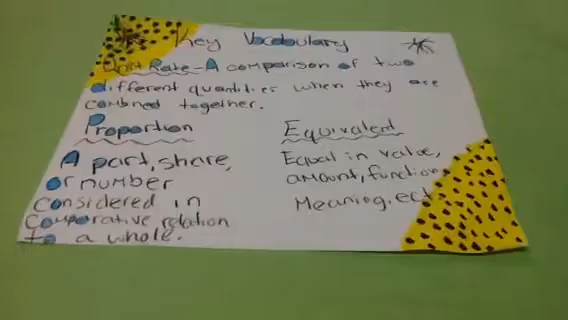 Key Vocabulary
Unit Rate - A comparison of two
different quantities when they are
combned together.
Proportion
A part, share,
or number
considered in
comparative relation
to a whole.
Equivalent
Equal in value,
amount, function,
Meaning, ect.